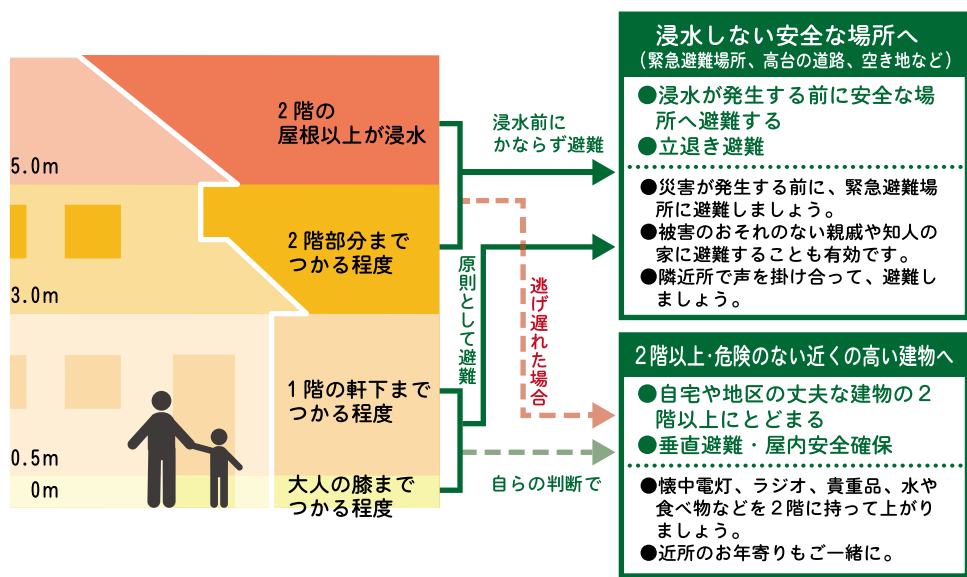 2階の
屋根以上が浸水
5.0m
2階部分まで
つかる程度
3.0m
1階の軒下まで
つかる程度
0.5m
0m
大人の膝まで
つかる程度
浸水前に
かならず避難
原則として避難
逃げ遅れた場合
自らの判断で
浸水しない安全な場所へ
(緊急避難場所、高台の道路、空き地など)
●浸水が発生する前に安全な場
所へ避難する
●立退き避難
●災害が発生する前に、緊急避難場
所に避難しましょう。
●被害のおそれのない親戚や知人の
家に避難することも有効です。
●隣近所で声を掛け合って、避難し
ましょう。
2階以上・危険のない近くの高い建物へ
●自宅や地区の丈夫な建物の2
階以上にとどまる
●垂直避難・屋内安全確保
●懐中電灯、ラジオ、貴重品、水や
食べ物などを2階に持って上がり
ましょう。
●近所のお年寄りもご一緒に。